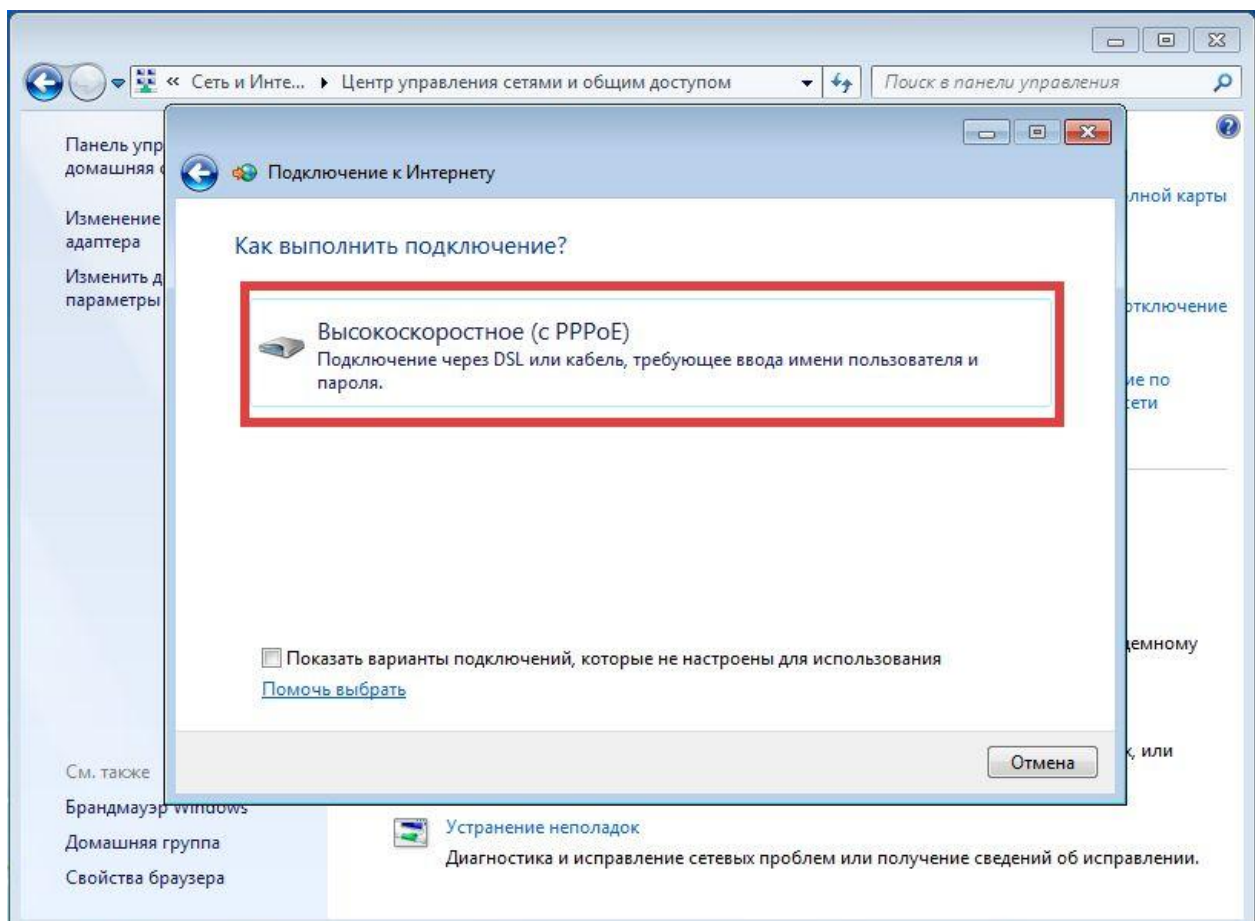 « Сеть и Инте... ▸ Центр управления сетями и общим доступом
Поиск в панели управления
Панель упр
домашняя
Изменение
адаптера
Изменить д
параметры
Подключение к Интернету
Как выполнить подключение?
Высокоскоростное (с PPPoE)
Подключение через DSL или кабель, требующее ввода имени пользователя и
пароля.
Показать варианты подключений, которые не настроены для использования
Помочь выбрать
Отмена
лной карты
отключение
ие по
сети
демному
х, или
См. также
Брандмауэр Windows
Домашняя группа
Свойства браузера
Устранение неполадок
Диагностика и исправление сетевых проблем или получение сведений об исправлении.